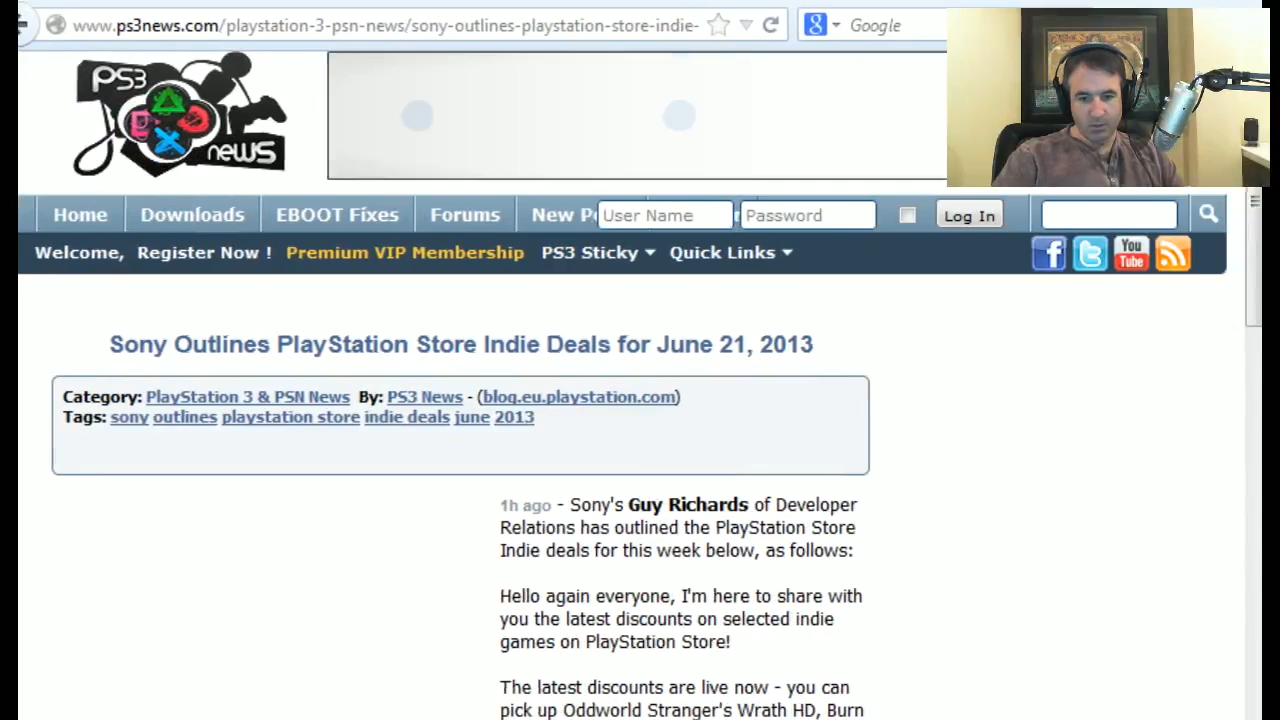 www.ps3news.com/playstation-3-psn-news/sony-outlines-playstation-store-indie-
Google
PS3
news
Home
Downloads
EBOOT Fixes
Forums
New P
User Name
Password
Log In
Welcome,
Register Now !
Premium VIP Membership
PS3 Sticky
Quick Links
You
Tube
Sony Outlines PlayStation Store Indie Deals for June 21, 2013
Category: PlayStation 3 & PSN News By: PS3 News - (blog.eu.playstation.com)
Tags: sony outlines playstation store indie deals june 2013
1h ago - Sony's Guy Richards of Developer
Relations has outlined the PlayStation Store
Indie deals for this week below, as follows:
Hello again everyone, I'm here to share with
you the latest discounts on selected indie
games on PlayStation Store!
The latest discounts are live now - you can
pick up Oddworld Stranger's Wrath HD, Burn